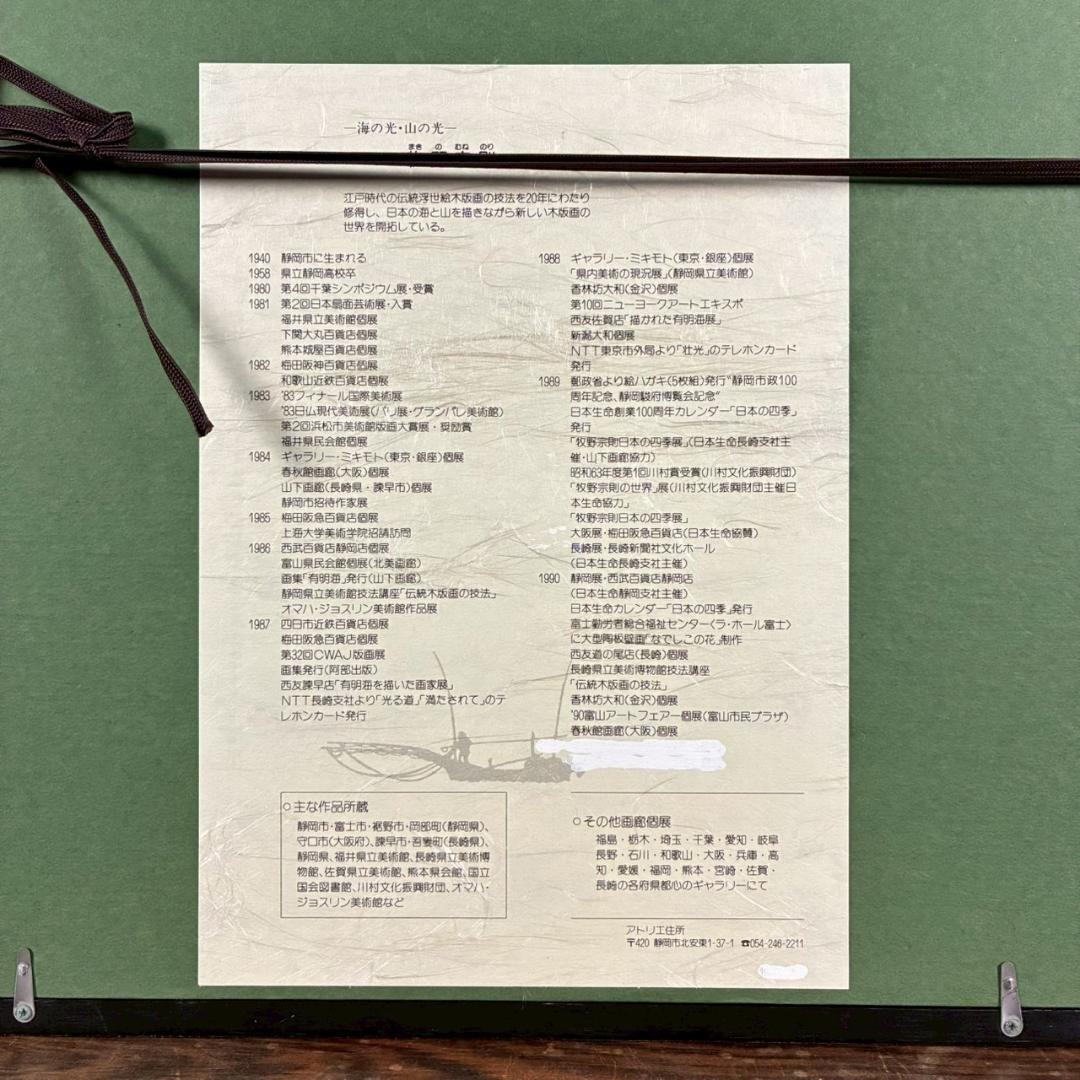 ―海の光・山の光―
まき の むね のり
江戸時代の伝統浮世絵木版画の技法を20年にわたり
修得し、日本の海と山を描きながら新しい木版画の
世界を開拓している。
1940 静岡市に生まれる
1958 県立静岡高校卒
1980 第4回千葉シンポジウム展・受賞
1981 第2回日本扇面芸術展・入賞
福井県立美術館個展
下関大丸百貨店個展
熊本城屋百貨店個展
1982 梅田阪神百貨店個展
和歌山近鉄百貨店個展
1983 '83フィナール国際美術展
'83日仏現代美術展(パリ展・グランパレ美術館)
第2回浜松市美術館版画大賞展・奨励賞
福井県民会館個展
1984 ギャラリー・ミキモト(東京・銀座)個展
春秋館画廊(大阪)個展
山下画廊(長崎県・諫早市)個展
静岡市招待作家展
1985 梅田阪急百貨店個展
上海大学美術学院招請訪問
1986 西武百貨店静岡店個展
富山県民会館個展(北美画廊)
画集「有明海」発行(山下画廊)
静岡県立美術館技法講座「伝統木版画の技法」
オマハ・ジョスリン美術館作品展
1987 四日市近鉄百貨店個展
梅田阪急百貨店個展
第32回CWAJ版画展
画集発行(阿部出版)
西友諫早店「有明海を描いた画家展」
NTT長崎支社より「光る道」「満たされて」のテ
レホンカード発行
1988 ギャラリー・ミキモト(東京・銀座)個展
「県内美術の現況展」(静岡県立美術館)
香林坊大和(金沢)個展
第10回ニューヨークアートエキスポ
西友佐賀店「描かれた有明海展」
新潟大和個展
NTT東京市外局より「壮光」のテレホンカード
発行
1989 郵政省より絵ハガキ(5枚組)発行"静岡市政100
周年記念、静岡駿府博覧会記念"
日本生命創業100周年カレンダー「日本の四季」
発行
「牧野宗則日本の四季展」(日本生命長崎支社主
催・山下画廊協力)
昭和63年度第1回川村賞受賞(川村文化振興財団)
「牧野宗則の世界」展(川村文化振興財団主催日
本生命協力)
「牧野宗則日本の四季展」
大阪展・梅田阪急百貨店(日本生命協賛)
長崎展・長崎新聞社文化ホール
(日本生命長崎支社主催)
1990 静岡展・西武百貨店静岡店
(日本生命静岡支社主催)
日本生命カレンダー「日本の四季」発行
富士勤労者総合福祉センター〈ラ・ホール富士〉
に大型陶板壁画"なでしこの花"制作
西友道の尾店(長崎)個展
長崎県立美術博物館技法講座
「伝統木版画の技法」
香林坊大和(金沢)個展
'90富山アートフェアー個展(富山市民プラザ)
春秋館画廊(大阪)個展
○主な作品所蔵
静岡市・富士市・裾野市・岡部町(静岡県)、
守口市(大阪府)、諫早市・吾妻町(長崎県)、
静岡県、福井県立美術館、長崎県立美術博
物館、佐賀県立美術館、熊本県会館、国立
国会図書館、川村文化振興財団、オマハ・
ジョスリン美術館など
○その他画廊個展
福島・栃木・埼玉・千葉・愛知・岐阜
長野・石川・和歌山・大阪・兵庫・高
知・愛媛・福岡・熊本・宮崎・佐賀・
長崎の各府県都心のギャラリーにて
アトリエ住所
〒420 静岡市北安東1-37-1 ☎054-246-2211